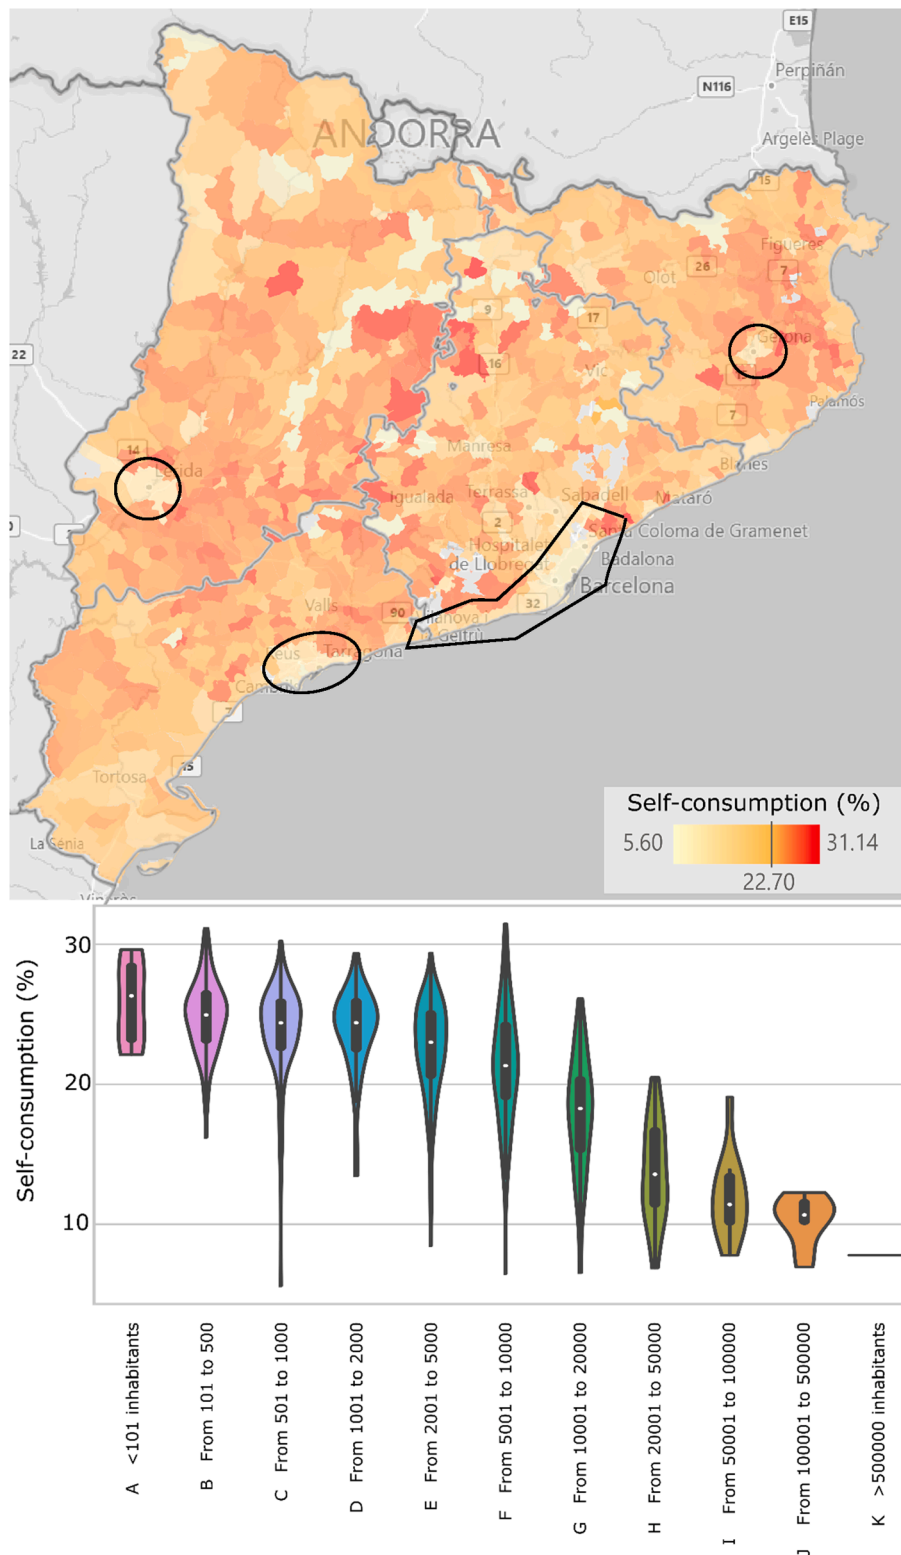 E15
Perpiñán
N116
ANDORRA
Argelès Plage
15
Figueres
26
7
Olot
9
17
Gerona
22
16
Vic
Palamós
7
14
Manresa
Lérida
Blanes
Igualada
Terrassa
Sabadell
Mataró
2
Santa Coloma de Gramenet
Hospitalet
de Llobregat
Badalona
Barcelona
32
Valls
90
Vilanova i
la Geltrú
Reus
Tarragona
Cambrils
7
15
Tortosa
La Sénia
Vinaròs
Self-consumption (%)
5.60
31.14
22.70
Self-consumption (%)
30
20
10
A <101 inhabitants
B From 101 to 500
C From 501 to 1000
D From 1001 to 2000
E From 2001 to 5000
F From 5001 to 10000
G From 10001 to 20000
H From 20001 to 50000
I From 50001 to 100000
J From 100001 to 500000
K >500000 inhabitants